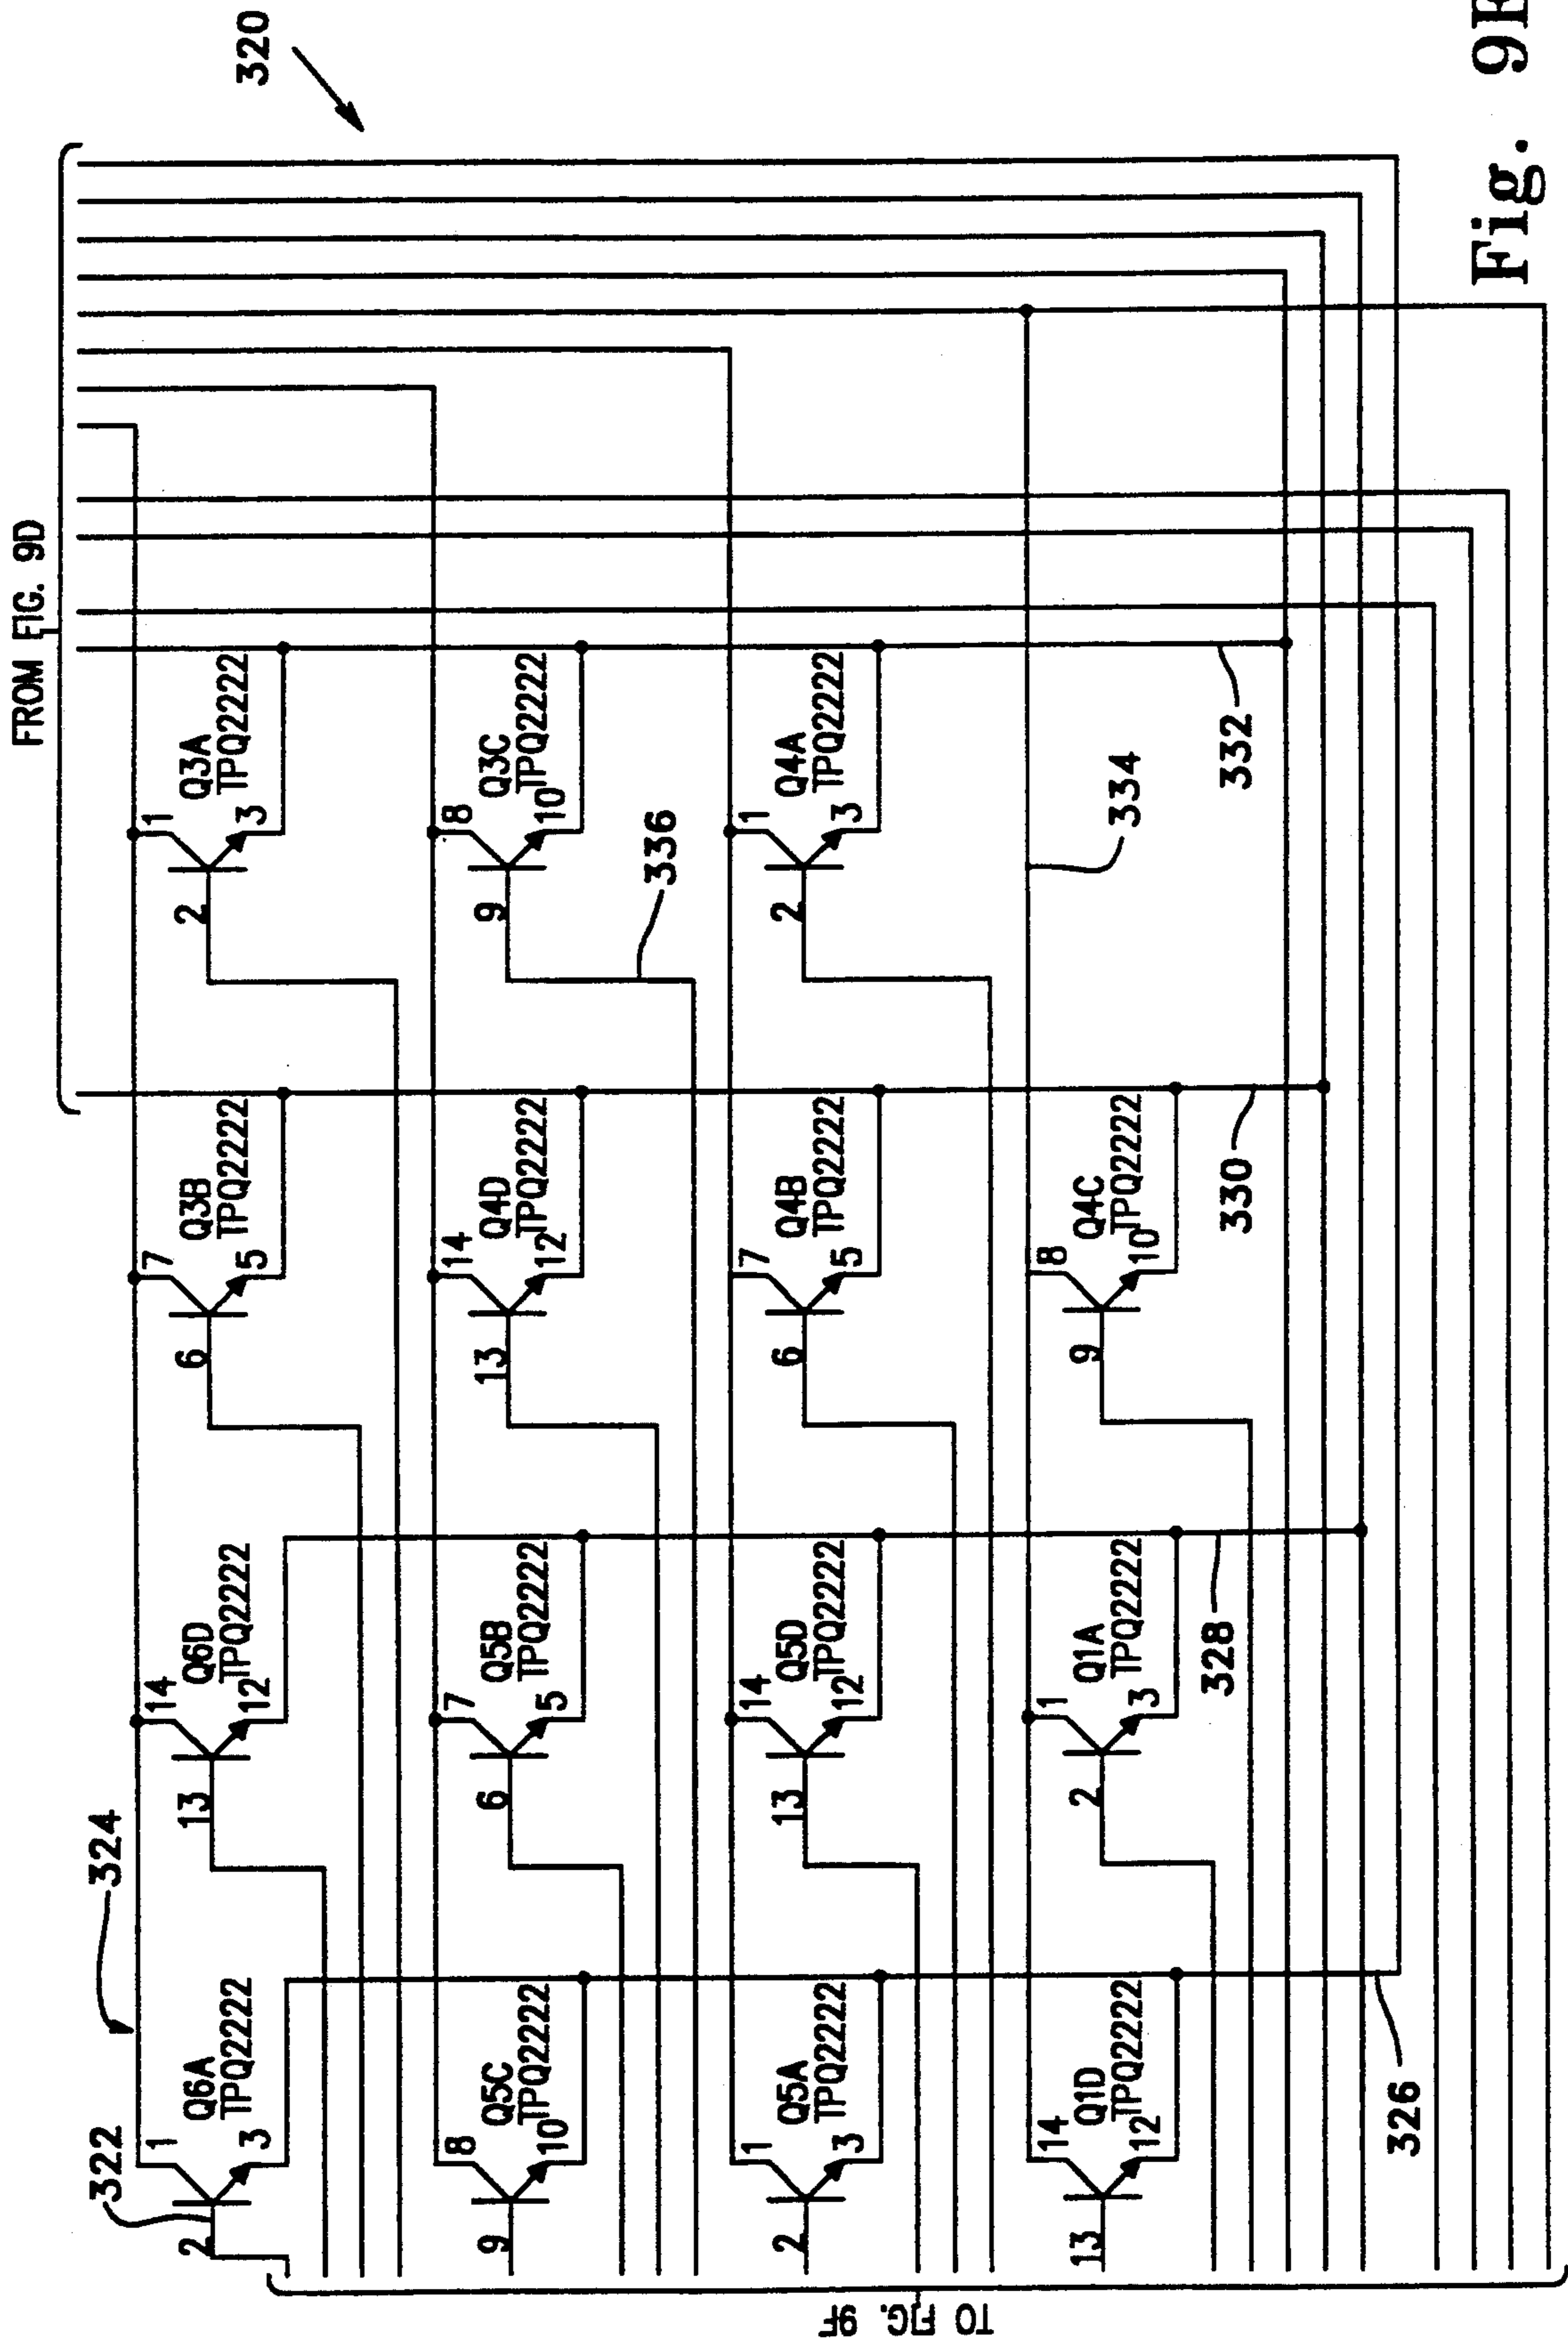 FROM FIG. 9D
320
324
322
1
Q6A
TPQ2222
2
3
14
Q6D
TPQ2222
13
12
7
Q3B
TPQ2222
6
5
1
Q3A
TPQ2222
2
3
8
Q5C
TPQ2222
9
10
7
Q5B
TPQ2222
6
5
14
Q4D
TPQ2222
13
12
8
Q3C
TPQ2222
9
10
336
1
Q5A
TPQ2222
2
3
14
Q5D
TPQ2222
13
12
7
Q4B
TPQ2222
6
5
1
Q4A
TPQ2222
2
3
334
14
Q1D
TPQ2222
13
12
1
Q1A
TPQ2222
2
3
8
Q4C
TPQ2222
9
10
326
328
330
332
TO FIG. 9F
Fig. 9E